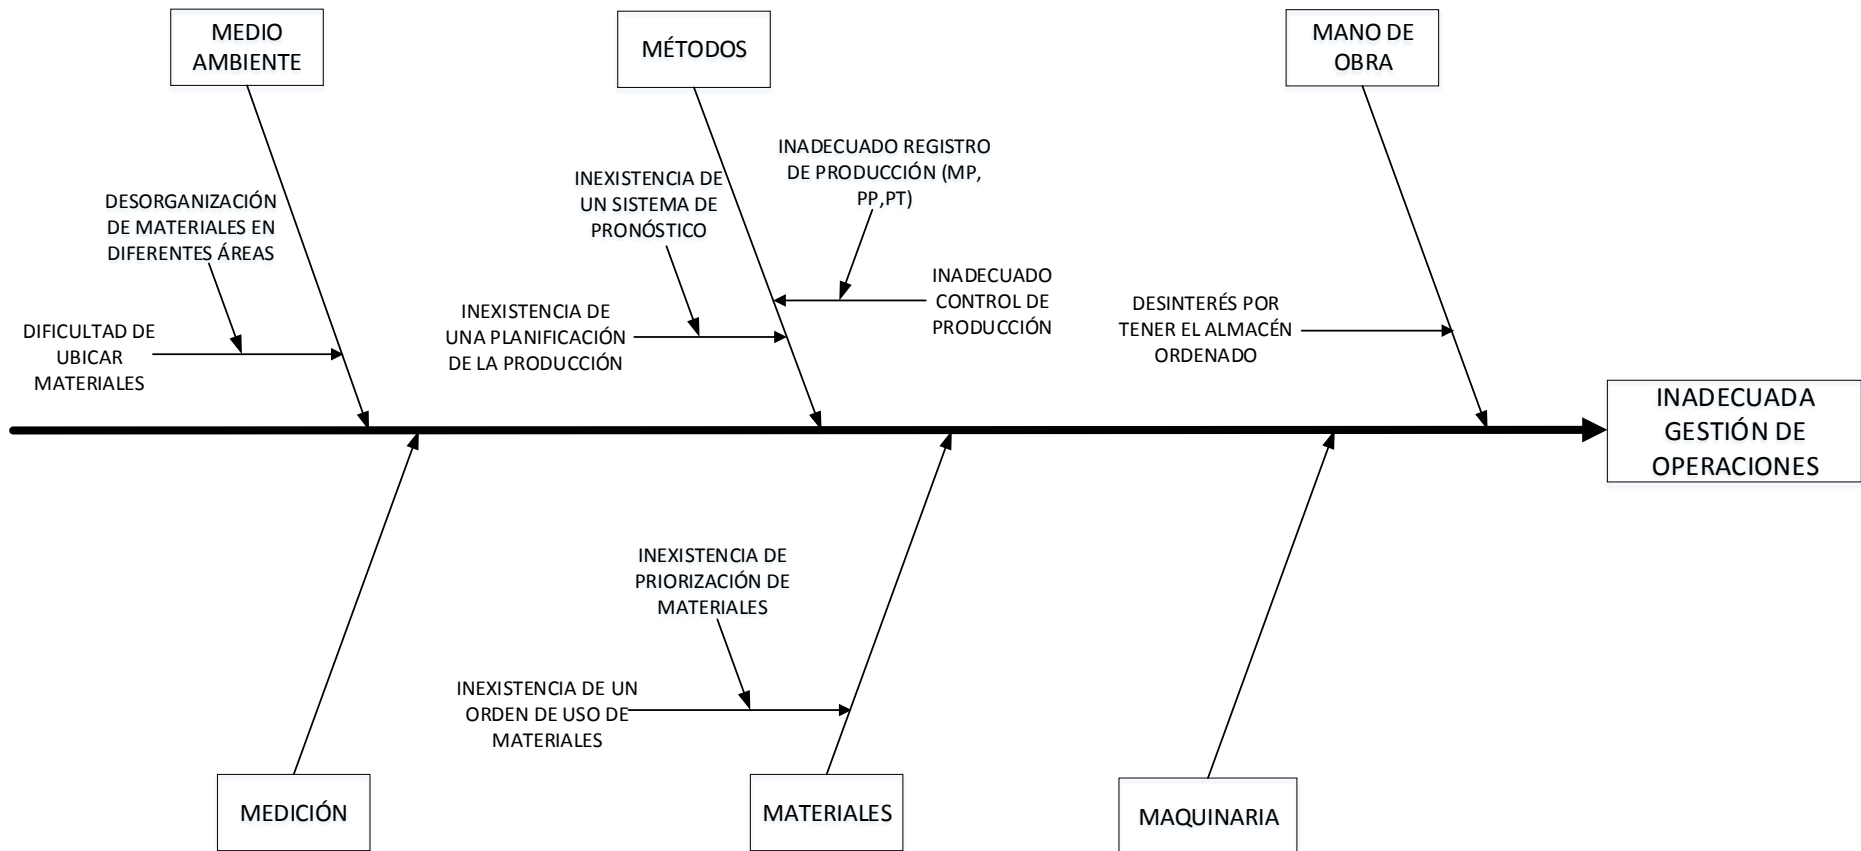 MEDIO
AMBIENTE
MÉTODOS
MANO DE
OBRA
DESORGANIZACIÓN
DE MATERIALES EN
DIFERENTES ÁREAS
DIFICULTAD DE
UBICAR
MATERIALES
INEXISTENCIA DE
UN SISTEMA DE
PRONÓSTICO
INADECUADO REGISTRO
DE PRODUCCIÓN (MP,
PP,PT)
INEXISTENCIA DE
UNA PLANIFICACIÓN
DE LA PRODUCCIÓN
INADECUADO
CONTROL DE
PRODUCCIÓN
DESINTERÉS POR
TENER EL ALMACÉN
ORDENADO
INADECUADA
GESTIÓN DE
OPERACIONES
INEXISTENCIA DE
PRIORIZACIÓN DE
MATERIALES
INEXISTENCIA DE UN
ORDEN DE USO DE
MATERIALES
MEDICIÓN
MATERIALES
MAQUINARIA